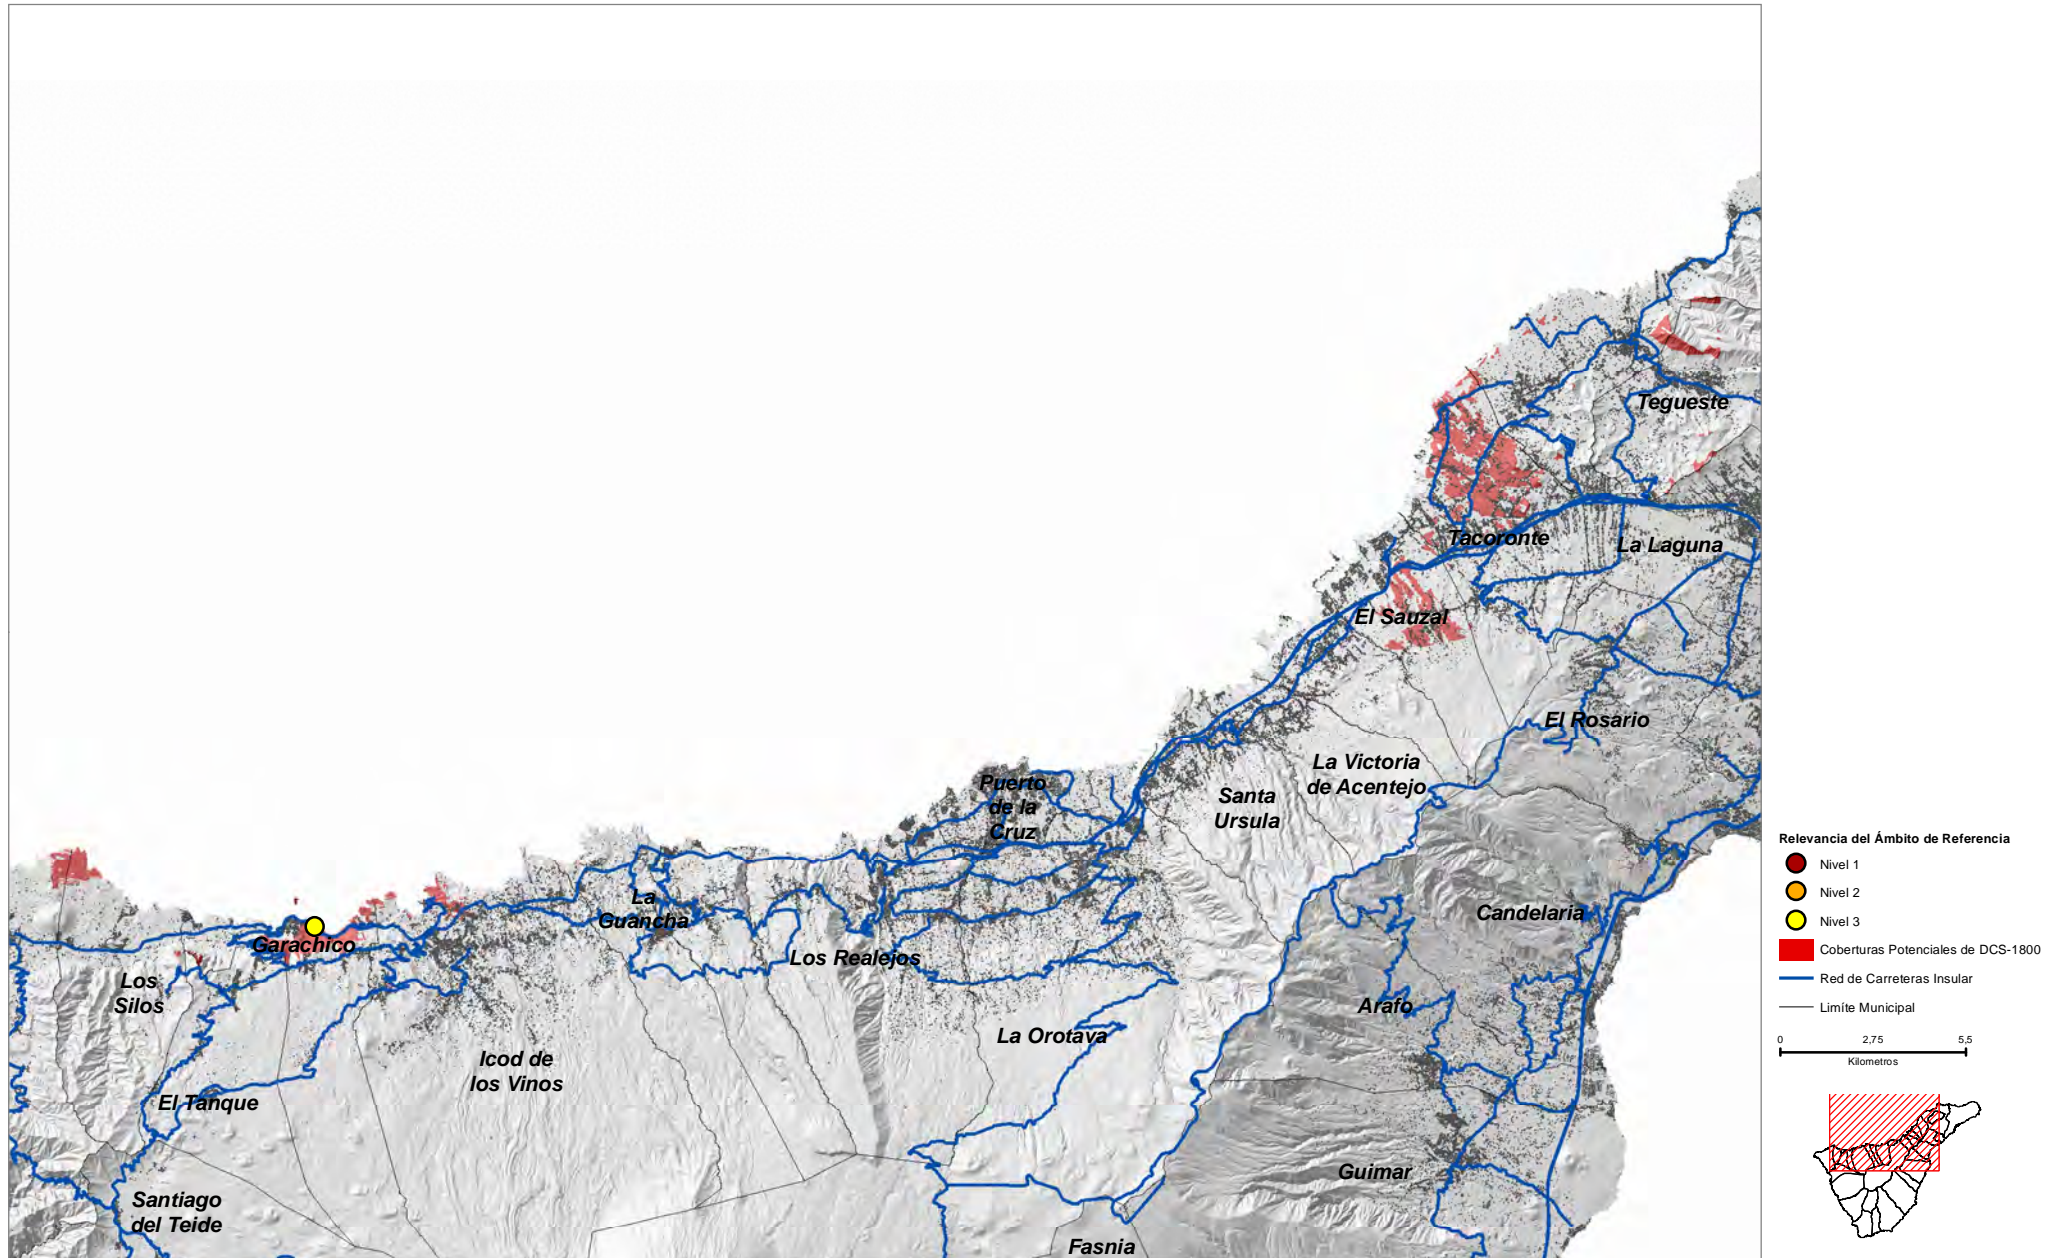 Tegueste
Tacoronte
La Laguna
El Sauzal
El Rosario
La Victoria
de Acentejo
Santa
Ursula
Puerto
de la
Cruz
La
Guancha
Candelaria
Garachico
Los Realejos
Los
Silos
Arafo
La Orotava
Icod de
los Vinos
El Tanque
Guimar
Santiago
del Teide
Fasnia
Relevancia del Ámbito de Referencia
Nivel 1
Nivel 2
Nivel 3
Coberturas Potenciales de DCS-1800
Red de Carreteras Insular
Limíte Municipal
0 2,75 5,5
Kilometros